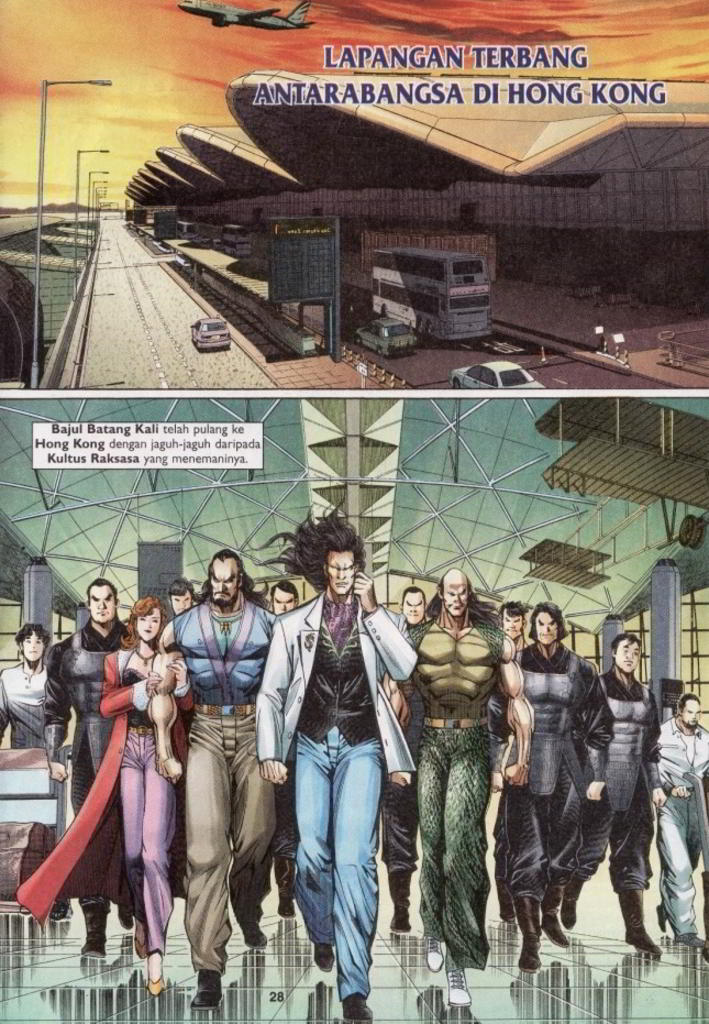 LAPANGAN TERBANG
ANTARABANGSA DI HONG KONG
Bajul Batang Kali telah pulang ke
Hong Kong dengan jaguh-jaguh daripada
Kultus Raksasa yang menemaninya.
28